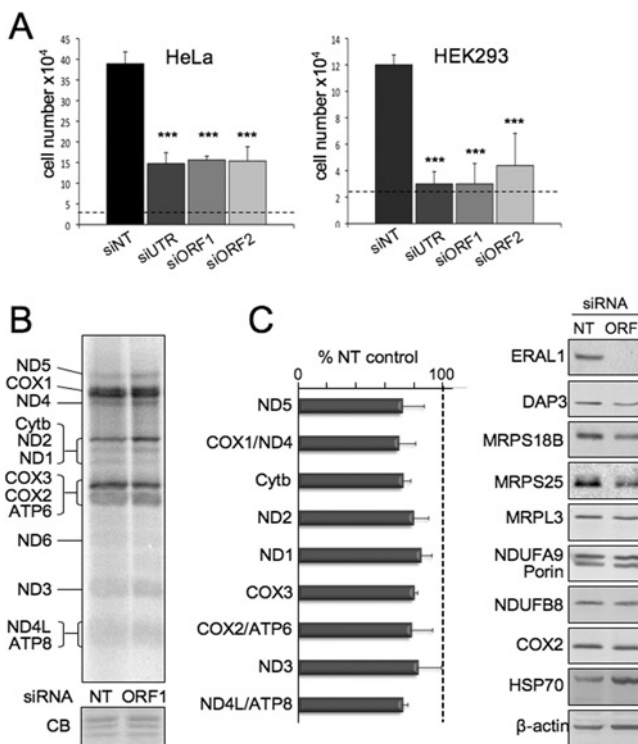 A
HeLa
cell number x10⁴
45
40
35
30
25
20
15
10
5
0
***
***
***
siNT
siUTR
siORF1
siORF2
HEK293
cell number x10⁴
14
12
10
8
6
4
2
0
***
***
***
siNT
siUTR
siORF1
siORF2
B
ND5
COX1
ND4
Cytb
ND2
ND1
COX3
COX2
ATP6
ND6
ND3
ND4L
ATP8
siRNA NT ORF1
CB
C
% NT control
0 100
ND5
COX1/ND4
Cytb
ND2
ND1
COX3
COX2/ATP6
ND3
ND4L/ATP8
siRNA
NT ORF
ERAL1
DAP3
MRPS18B
MRPS25
MRPL3
NDUFA9
Porin
NDUFB8
COX2
HSP70
β-actin